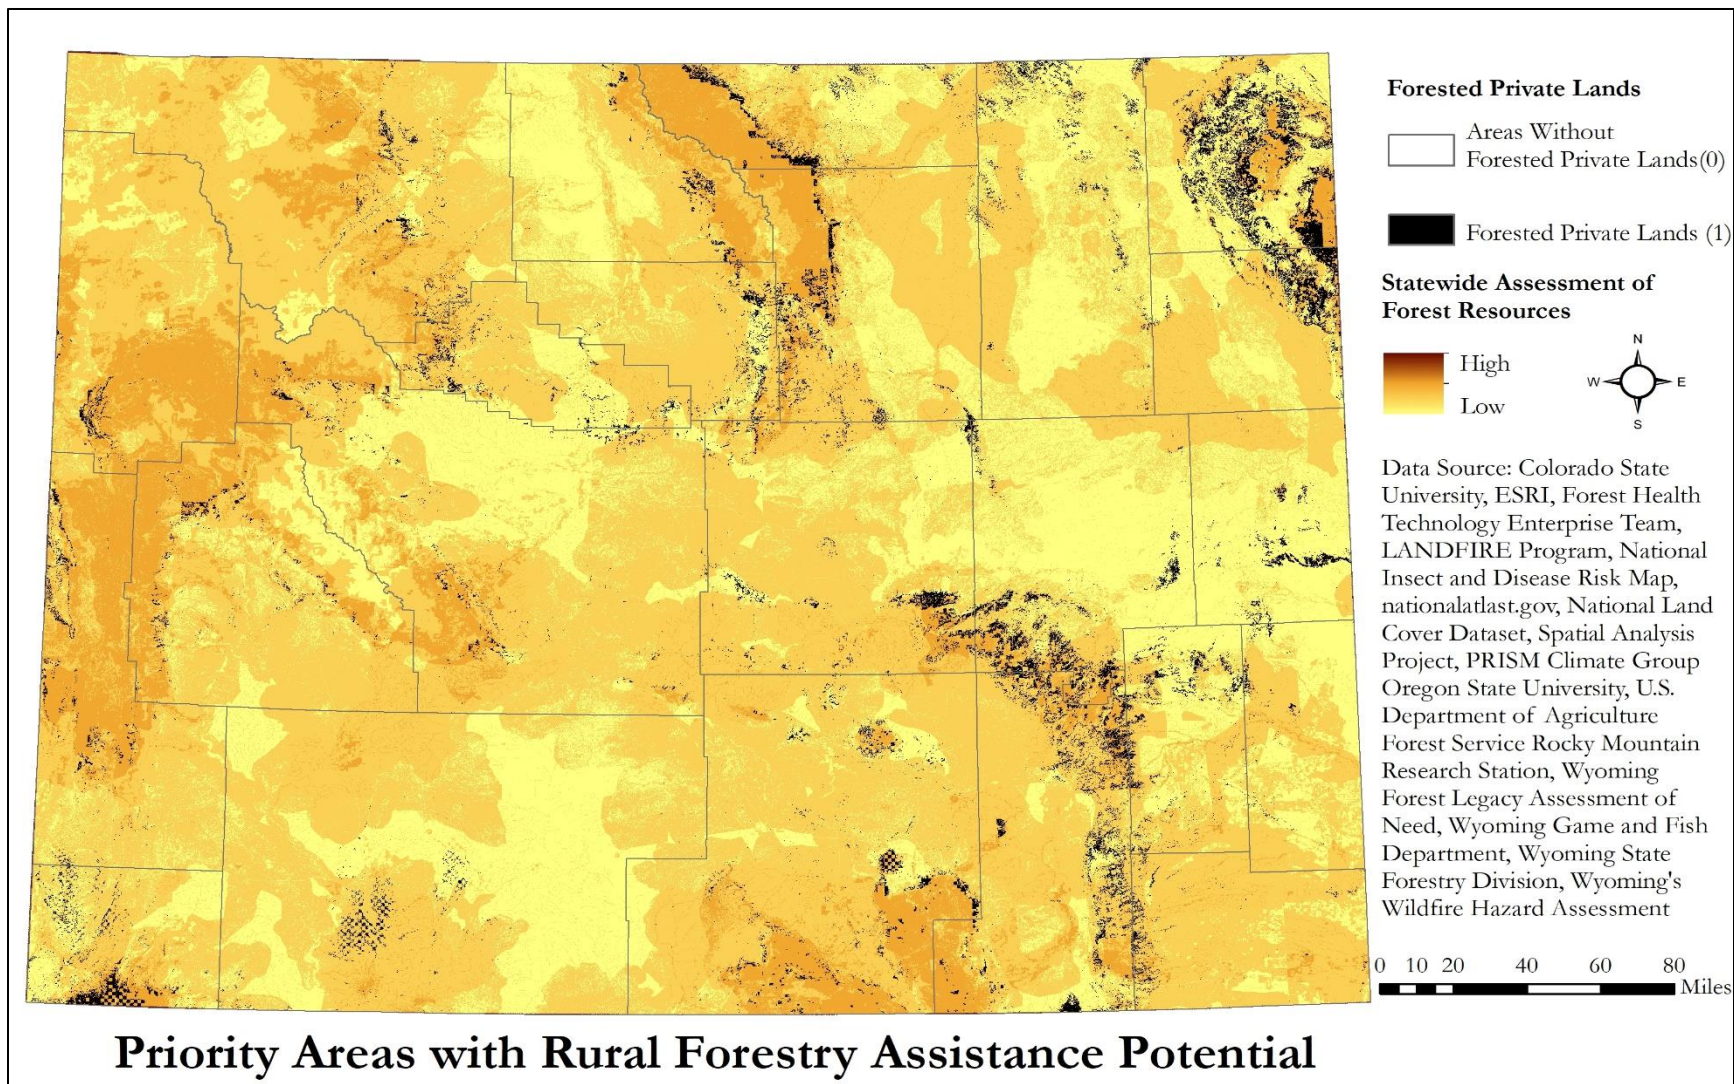 Forested Private Lands
Areas Without
Forested Private Lands(0)
Forested Private Lands (1)
Statewide Assessment of
Forest Resources
High
Low
N
W E
S
Data Source: Colorado State
University, ESRI, Forest Health
Technology Enterprise Team,
LANDFIRE Program, National
Insect and Disease Risk Map,
nationalatlast.gov, National Land
Cover Dataset, Spatial Analysis
Project, PRISM Climate Group
Oregon State University, U.S.
Department of Agriculture
Forest Service Rocky Mountain
Research Station, Wyoming
Forest Legacy Assessment of
Need, Wyoming Game and Fish
Department, Wyoming State
Forestry Division, Wyoming's
Wildfire Hazard Assessment
0 10 20 40 60 80
Miles
Priority Areas with Rural Forestry Assistance Potential